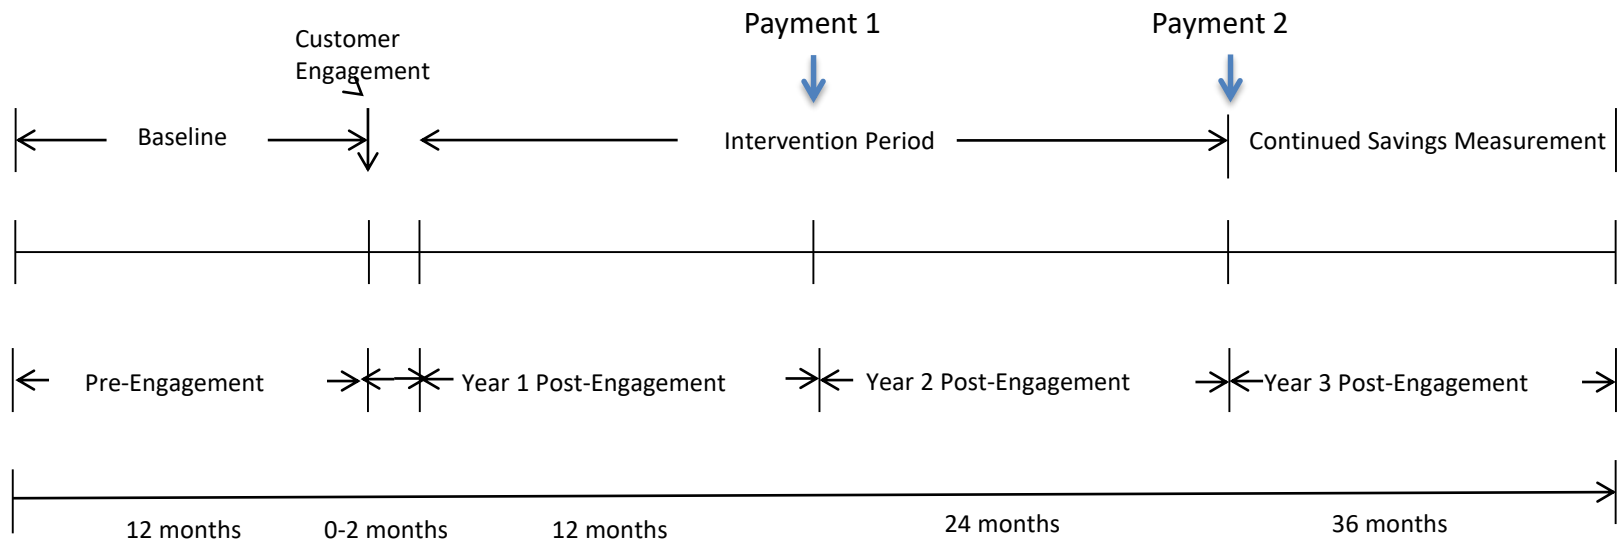 Payment 1
Payment 2
Customer
Engagement
Baseline
Intervention Period
Continued Savings Measurement
Pre-Engagement
Year 1 Post-Engagement
Year 2 Post-Engagement
Year 3 Post-Engagement
12 months
0-2 months
12 months
24 months
36 months